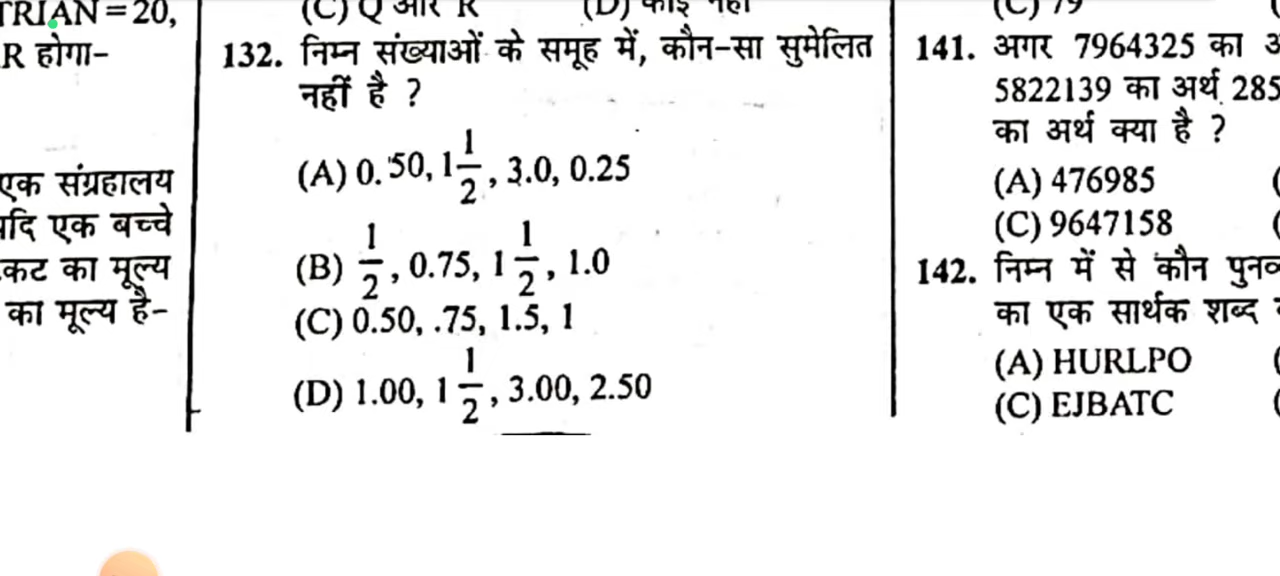 TRIAN=20,
R होगा-
एक संग्रहालय
यदि एक बच्चे
का मूल्य
का मूल्य है-
(C) Q और R (D) कोई नहीं
132. निम्न संख्याओं के समूह में, कौन-सा सुमेलित
नहीं है ?
(A) 0.50, 1 1/2, 3.0, 0.25
(B) 1/2, 0.75, 1 1/2, 1.0
(C) 0.50, .75, 1.5, 1
(D) 1.00, 1 1/2, 3.00, 2.50
(C) 79
141. अगर 7964325 का
5822139 का अर्थ 285
का अर्थ क्या है ?
(A) 476985
(C) 9647158
142. निम्न में से कौन
का एक सार्थक शब्द
(A) HURLPO
(C) EJBATC